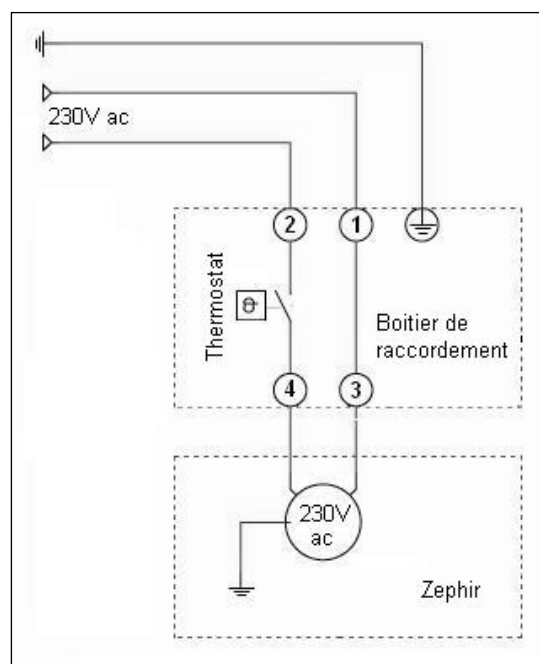 230V ac
2
1
Thermostat
ϑ
Boitier de
raccordement
4
3
230V
ac
Zephir